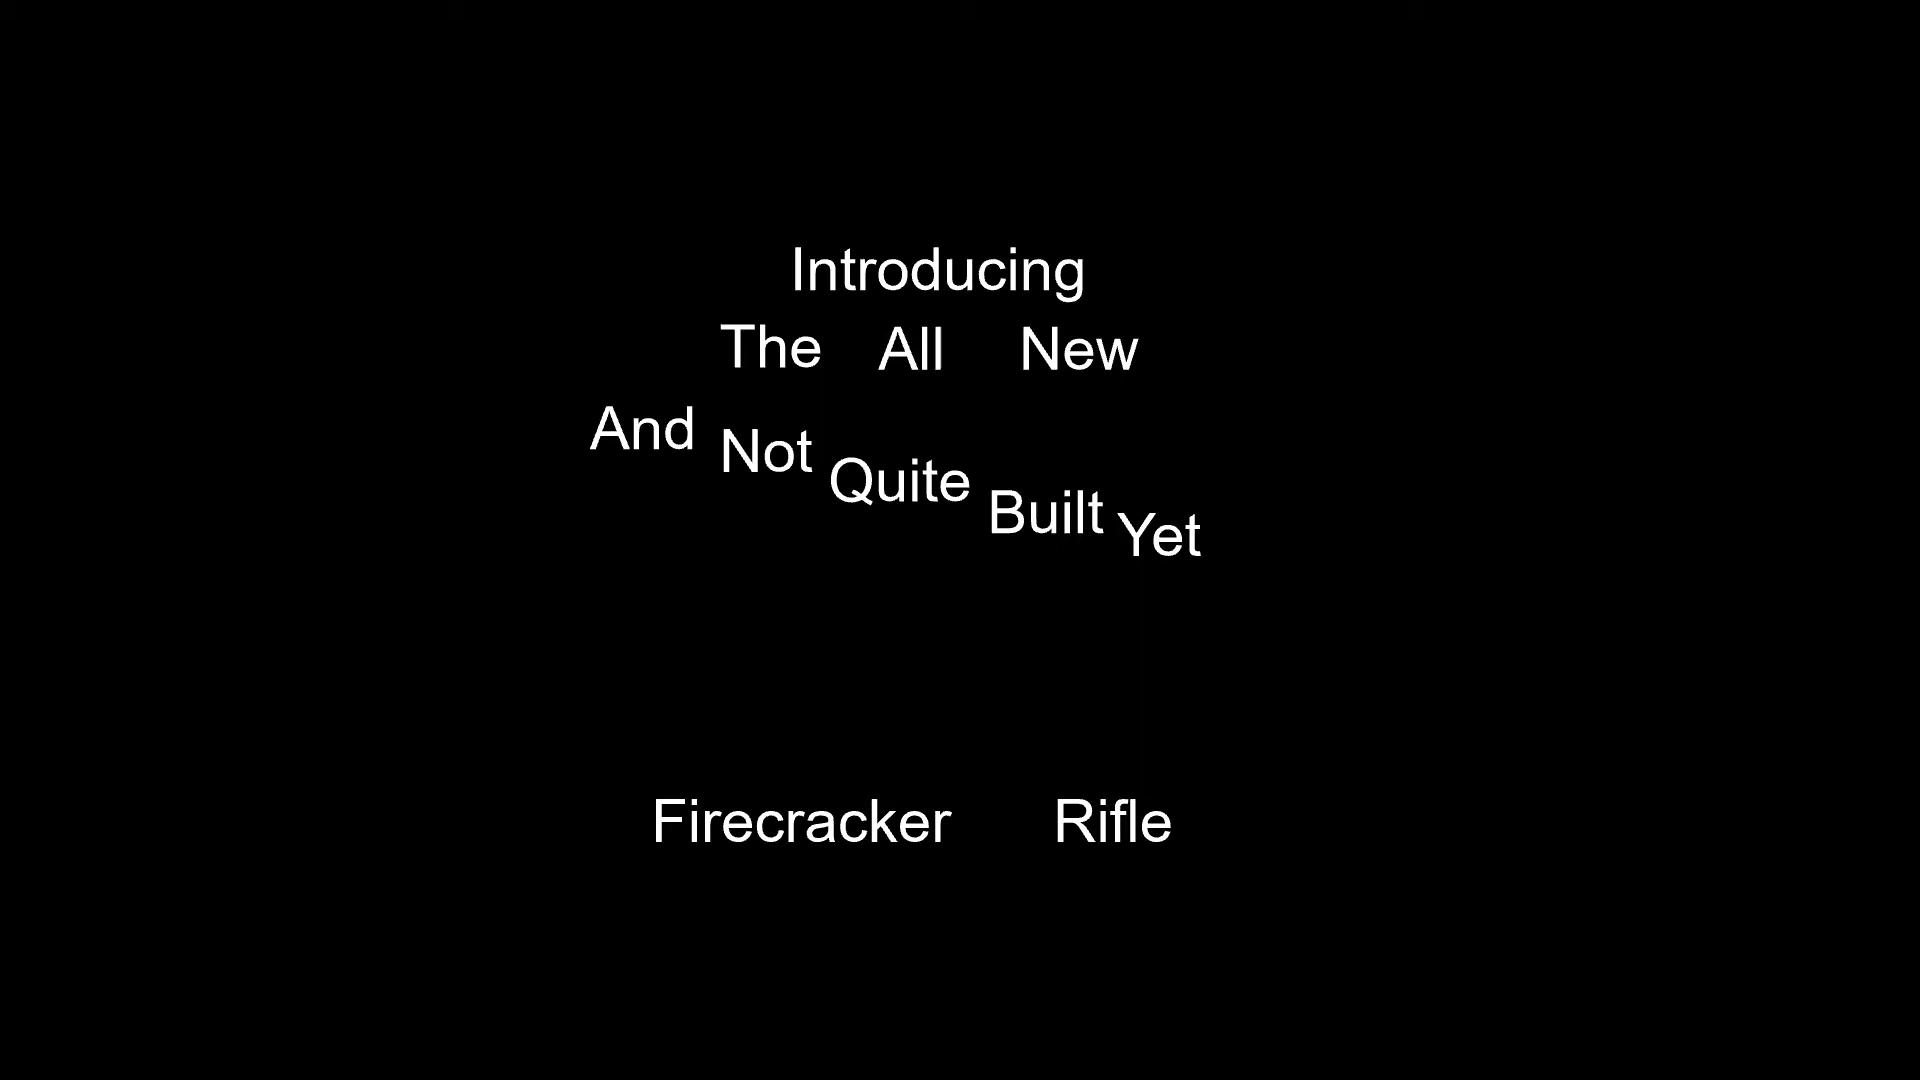 Introducing
The All New
And Not Quite Built Yet
Firecracker Rifle